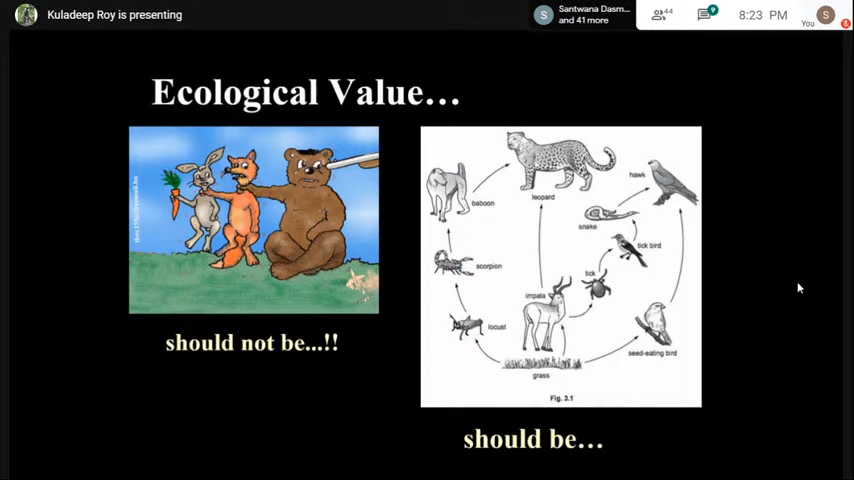 Kuladeep Roy is presenting
S
Santwana Dasm...
and 41 more
44
9
8:23 PM
You
S
Ecological Value…
should not be...!!
baboon
leopard
hawk
snake
tick bird
scorpion
tick
impala
locust
seed-eating bird
grass
Fig. 3.1
should be…